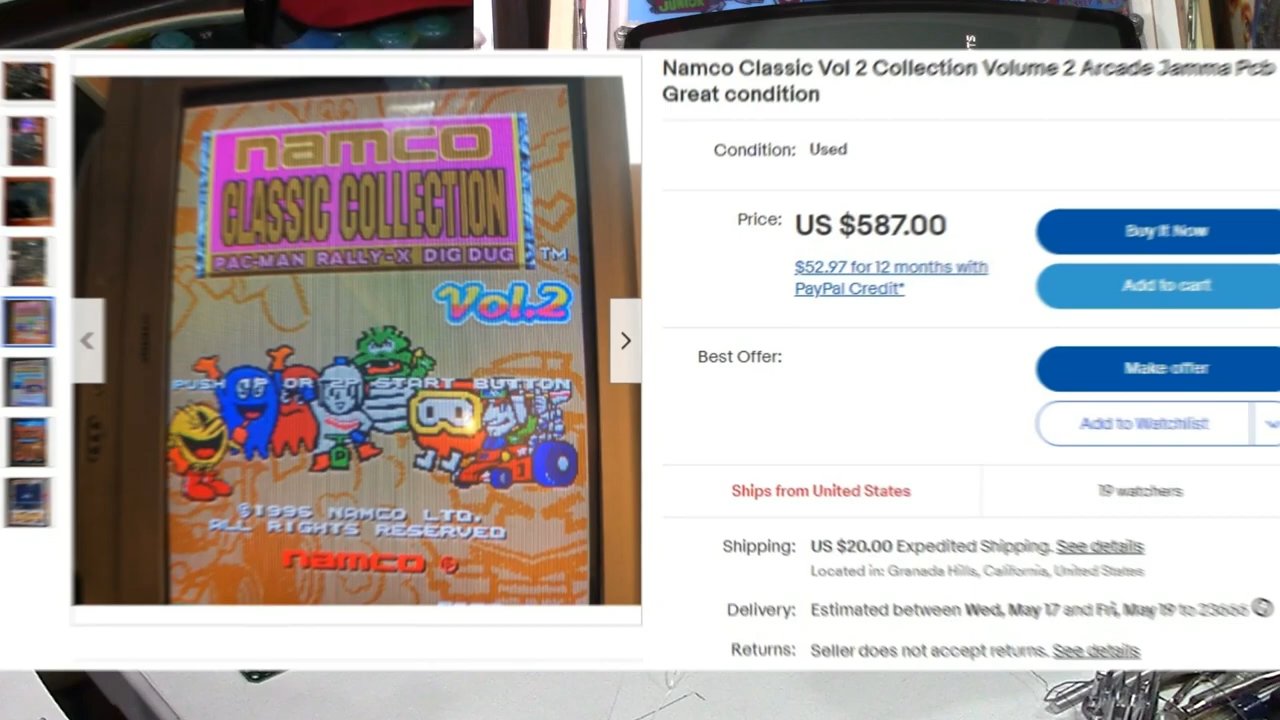 JUNIOR
Namco Classic Vol 2 Collection Volume 2 Arcade Jamma Pcb
Great condition
Condition: Used
Price: US $587.00
$52.97 for 12 months with
PayPal Credit*
Buy It Now
Add to cart
Best Offer:
Make offer
Add to Watchlist
Ships from United States
19 watchers
Shipping: US $20.00 Expedited Shipping. See details
Located in: Granada Hills, California, United States
Delivery: Estimated between Wed, May 17 and Fri, May 19 to 23666
Returns: Seller does not accept returns. See details
namco
CLASSIC COLLECTION
PAC-MAN RALLY-X DIG DUG TM
Vol.2
PUSH 1P OR 2P START BUTTON
©1996 NAMCO LTD.
ALL RIGHTS RESERVED
namco ®